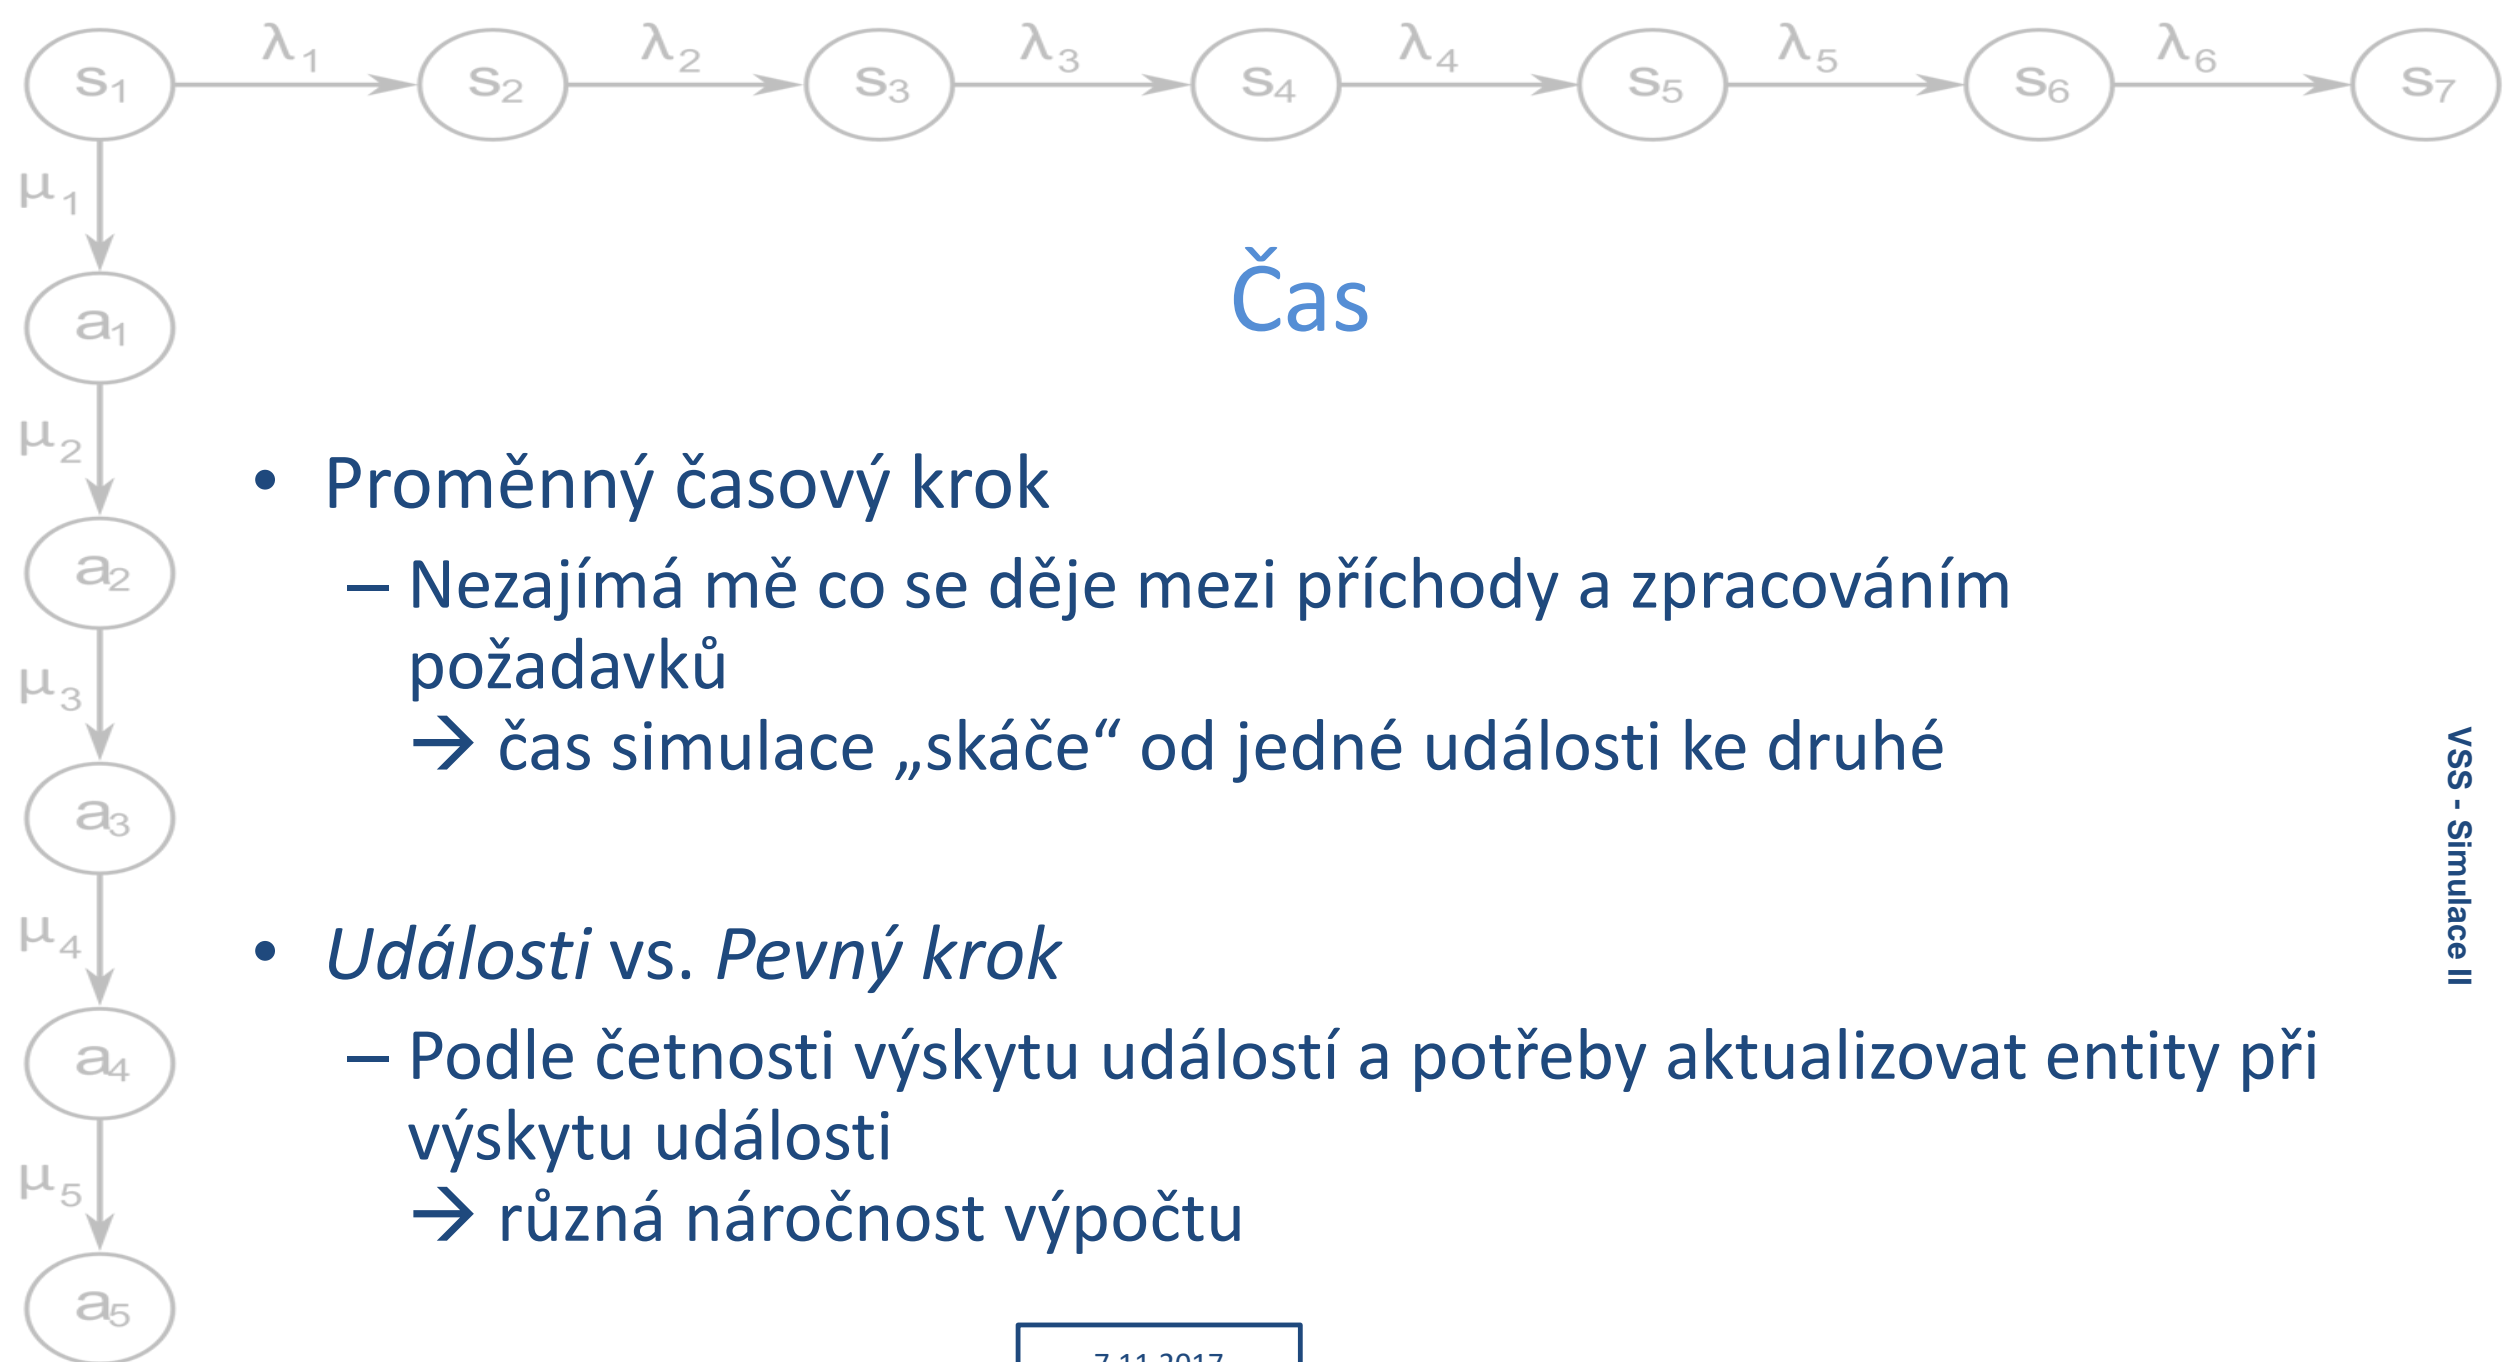 s1 λ1 s2 λ2 s3 λ3 s4 λ4 s5 λ5 s6 λ6 s7
μ1
a1
μ2
a2
μ3
a3
μ4
a4
μ5
a5
Čas
• Proměnný časový krok
– Nezajímá mě co se děje mezi příchody a zpracováním
požadavků
→ čas simulace „skáče“ od jedné události ke druhé
• Události vs. Pevný krok
– Podle četnosti výskytu událostí a potřeby aktualizovat entity při
výskytu události
→ různá náročnost výpočtu
VSS - Simulace II
7.11.2017